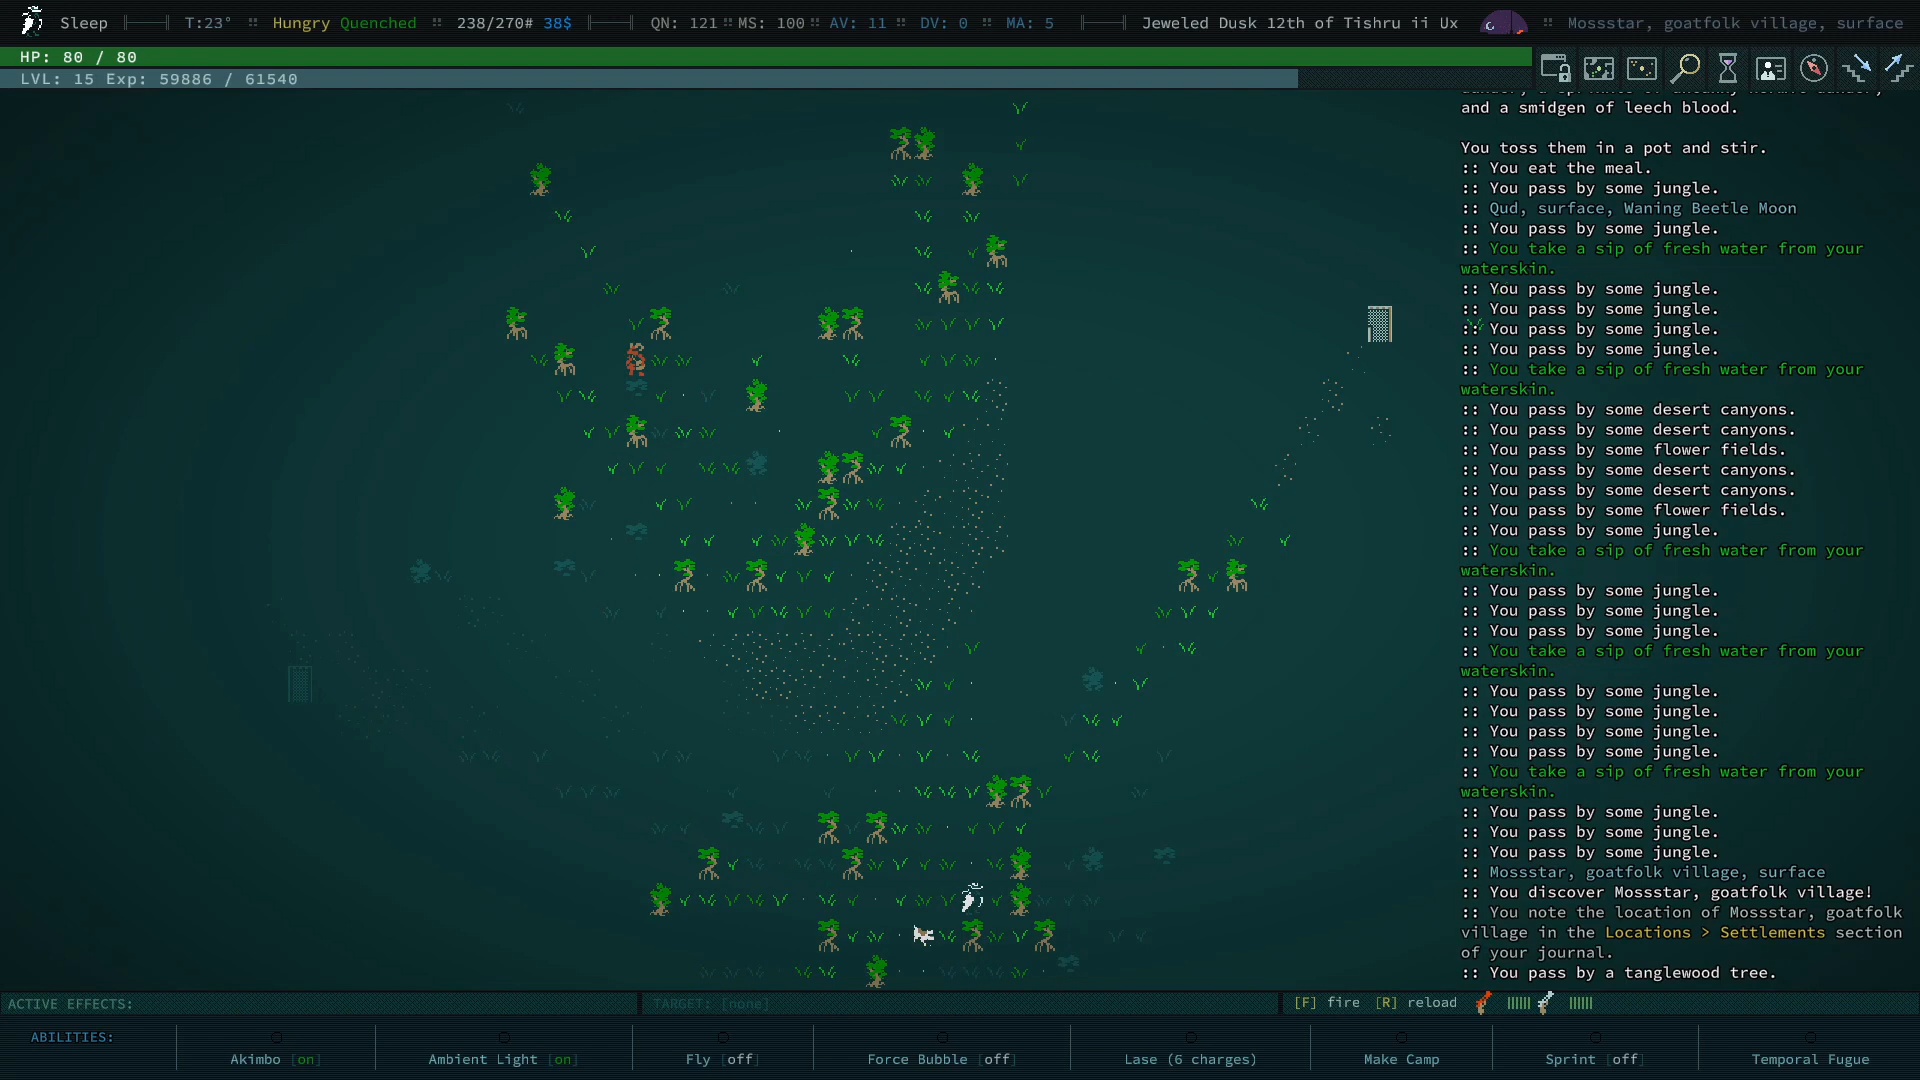 Sleep T:23° :: Hungry Quenched :: 238/270# 38$ QN: 121 :: MS: 100 :: AV: 11 :: DV: 0 :: MA: 5 Jeweled Dusk 12th of Tishru ii Ux :: Mossstar, goatfolk village, surface
HP: 80 / 80
LVL: 15 Exp: 59886 / 61540
and a smidgen of leech blood.
You toss them in a pot and stir.
:: You eat the meal.
:: You pass by some jungle.
:: Qud, surface, Waning Beetle Moon
:: You pass by some jungle.
:: You take a sip of fresh water from your
waterskin.
:: You pass by some jungle.
:: You pass by some jungle.
:: You pass by some jungle.
:: You pass by some jungle.
:: You take a sip of fresh water from your
waterskin.
:: You pass by some desert canyons.
:: You pass by some desert canyons.
:: You pass by some flower fields.
:: You pass by some desert canyons.
:: You pass by some desert canyons.
:: You pass by some flower fields.
:: You pass by some jungle.
:: You take a sip of fresh water from your
waterskin.
:: You pass by some jungle.
:: You pass by some jungle.
:: You pass by some jungle.
:: You take a sip of fresh water from your
waterskin.
:: You pass by some jungle.
:: You pass by some jungle.
:: You pass by some jungle.
:: You pass by some jungle.
:: You take a sip of fresh water from your
waterskin.
:: You pass by some jungle.
:: You pass by some jungle.
:: You pass by some jungle.
:: Mossstar, goatfolk village, surface
:: You discover Mossstar, goatfolk village!
:: You note the location of Mossstar, goatfolk
village in the Locations > Settlements section
of your journal.
:: You pass by a tanglewood tree.
ACTIVE EFFECTS: TARGET: [none] [F] fire [R] reload
ABILITIES: Akimbo [on] Ambient Light [on] Fly [off] Force Bubble [off] Lase (6 charges) Make Camp Sprint [off] Temporal Fugue